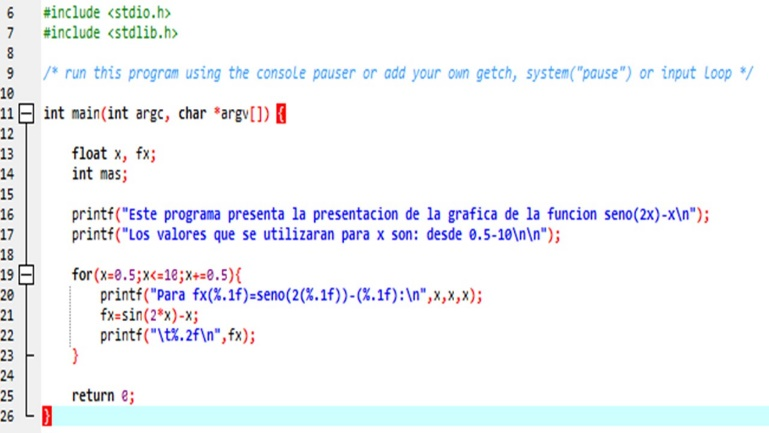 6 #include <stdio.h>
7 #include <stdlib.h>
8
9 /* run this program using the console pauser or add your own getch, system("pause") or input loop */
10
11 int main(int argc, char *argv[]) {
12
13 float x, fx;
14 int mas;
15
16 printf("Este programa presenta la presentacion de la grafica de la funcion seno(2x)-x\n");
17 printf("Los valores que se utilizaran para x son: desde 0.5-10\n\n");
18
19 for(x=0.5;x<=10;x+=0.5){
20 printf("Para fx(%.1f)=seno(2(%.1f))-(%.1f):\n",x,x,x);
21 fx=sin(2*x)-x;
22 printf("\t%.2f\n",fx);
23 }
24
25 return 0;
26 }